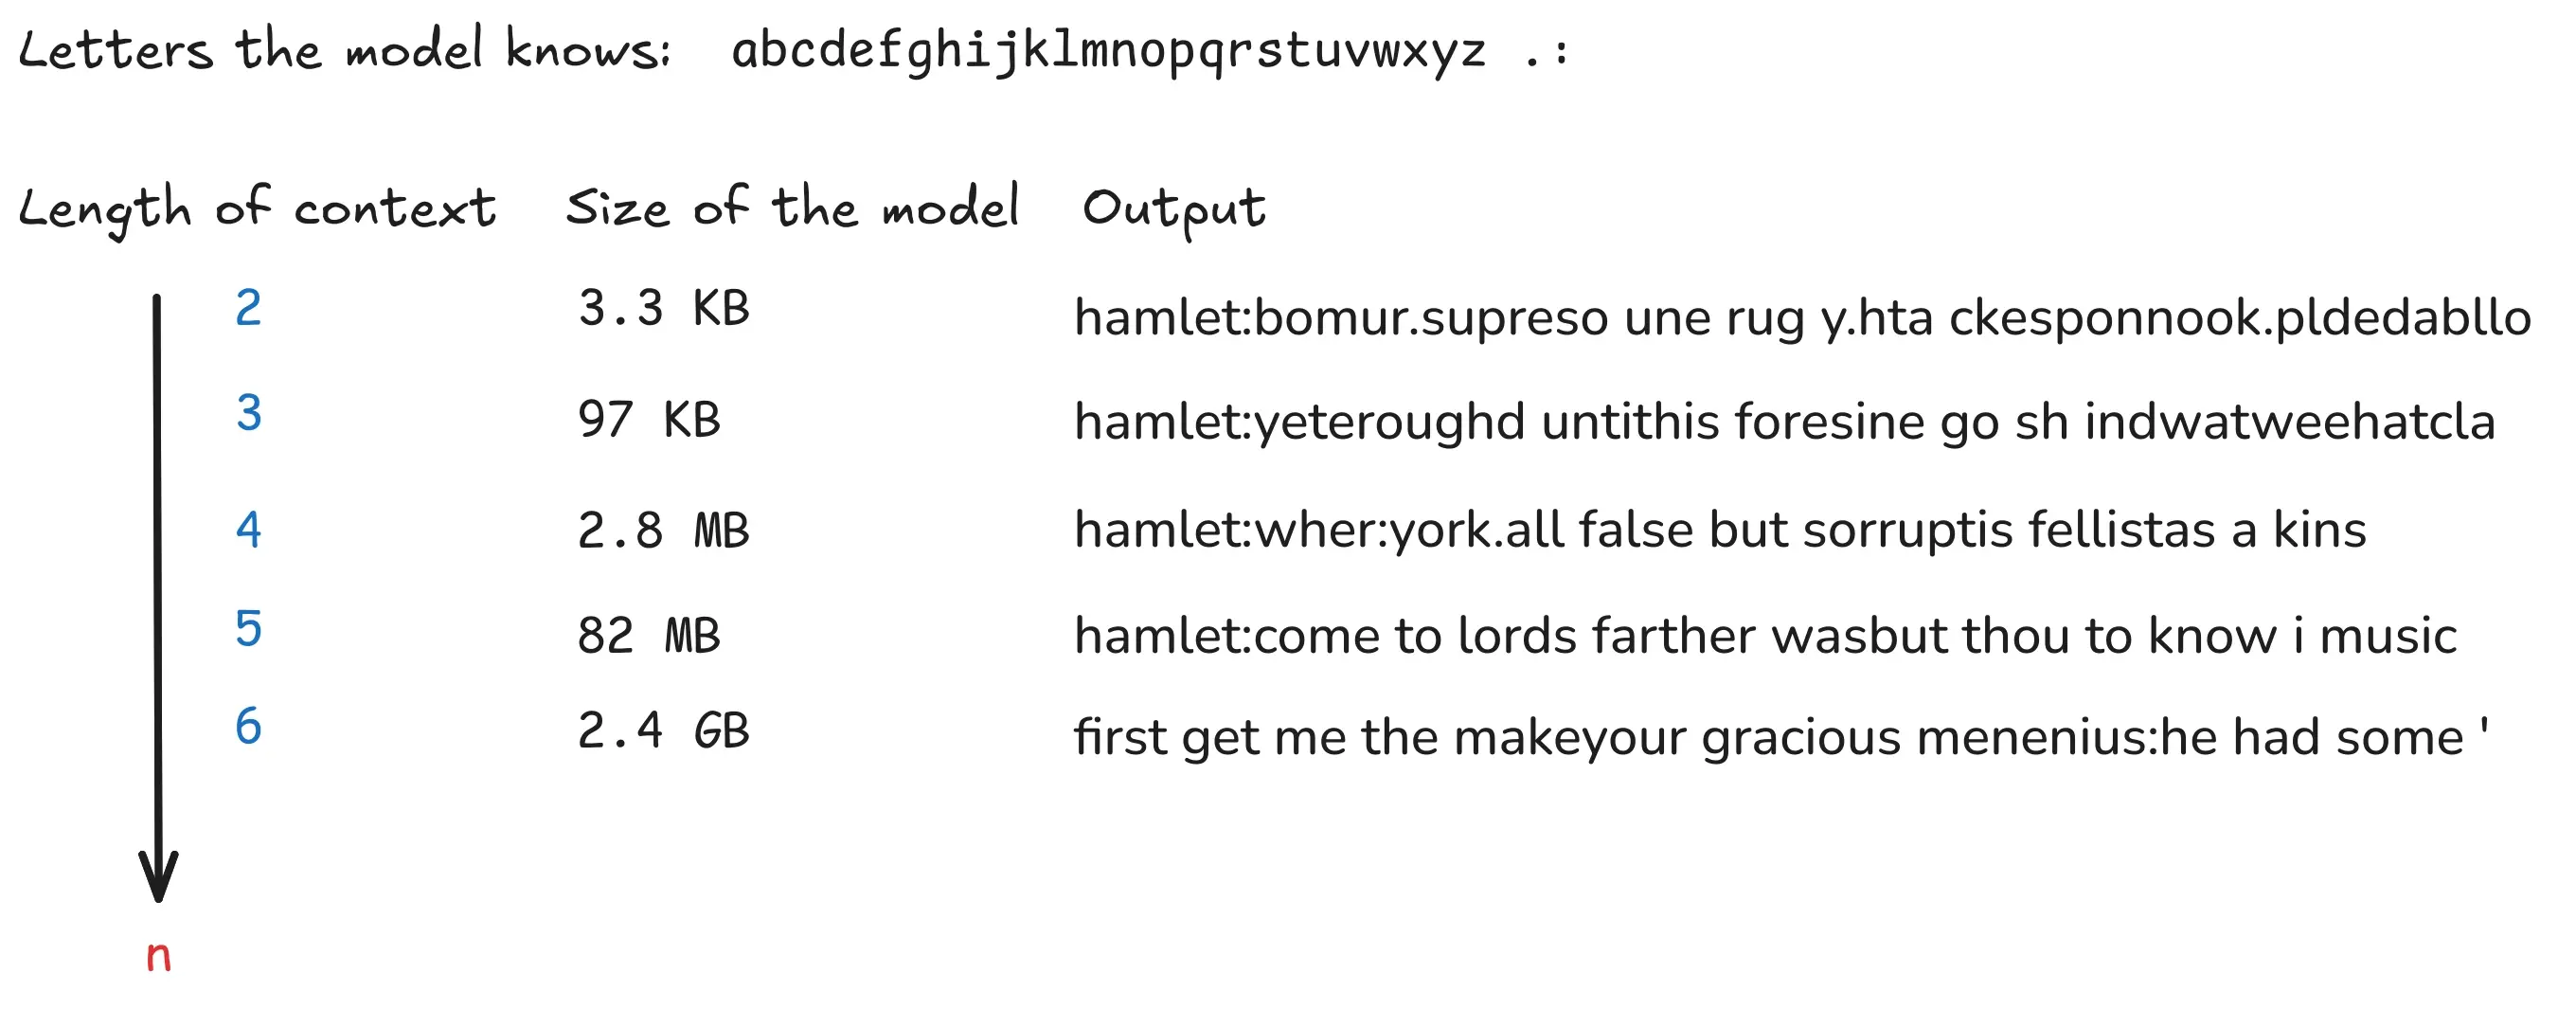 Letters the model knows: abcdefghijklmnopqrstuvwxyz .:
Length of context Size of the model Output
2 3.3 KB hamlet:bomur.supreso une rug y.hta ckesponnook.pldedabllo
3 97 KB hamlet:yeteroughd untithis foresine go sh indwatweehatcla
4 2.8 MB hamlet:wher:york.all false but sorruptis fellistas a kins
5 82 MB hamlet:come to lords farther wasbut thou to know i music
6 2.4 GB first get me the makeyour gracious menenius:he had some '
n